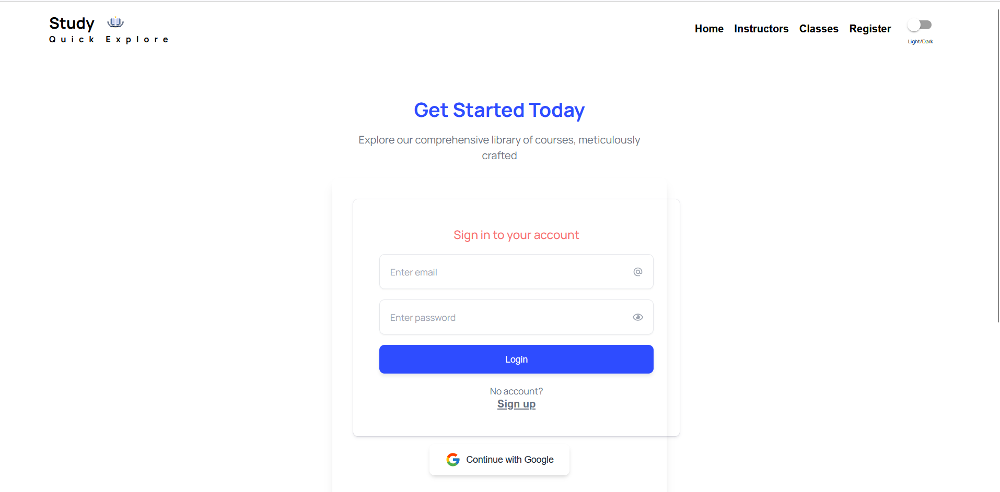 Study
Quick Explore
Home Instructors Classes Register
Light/Dark
Get Started Today
Explore our comprehensive library of courses, meticulously
crafted
Sign in to your account
Enter email
Enter password
Login
No account?
Sign up
Continue with Google